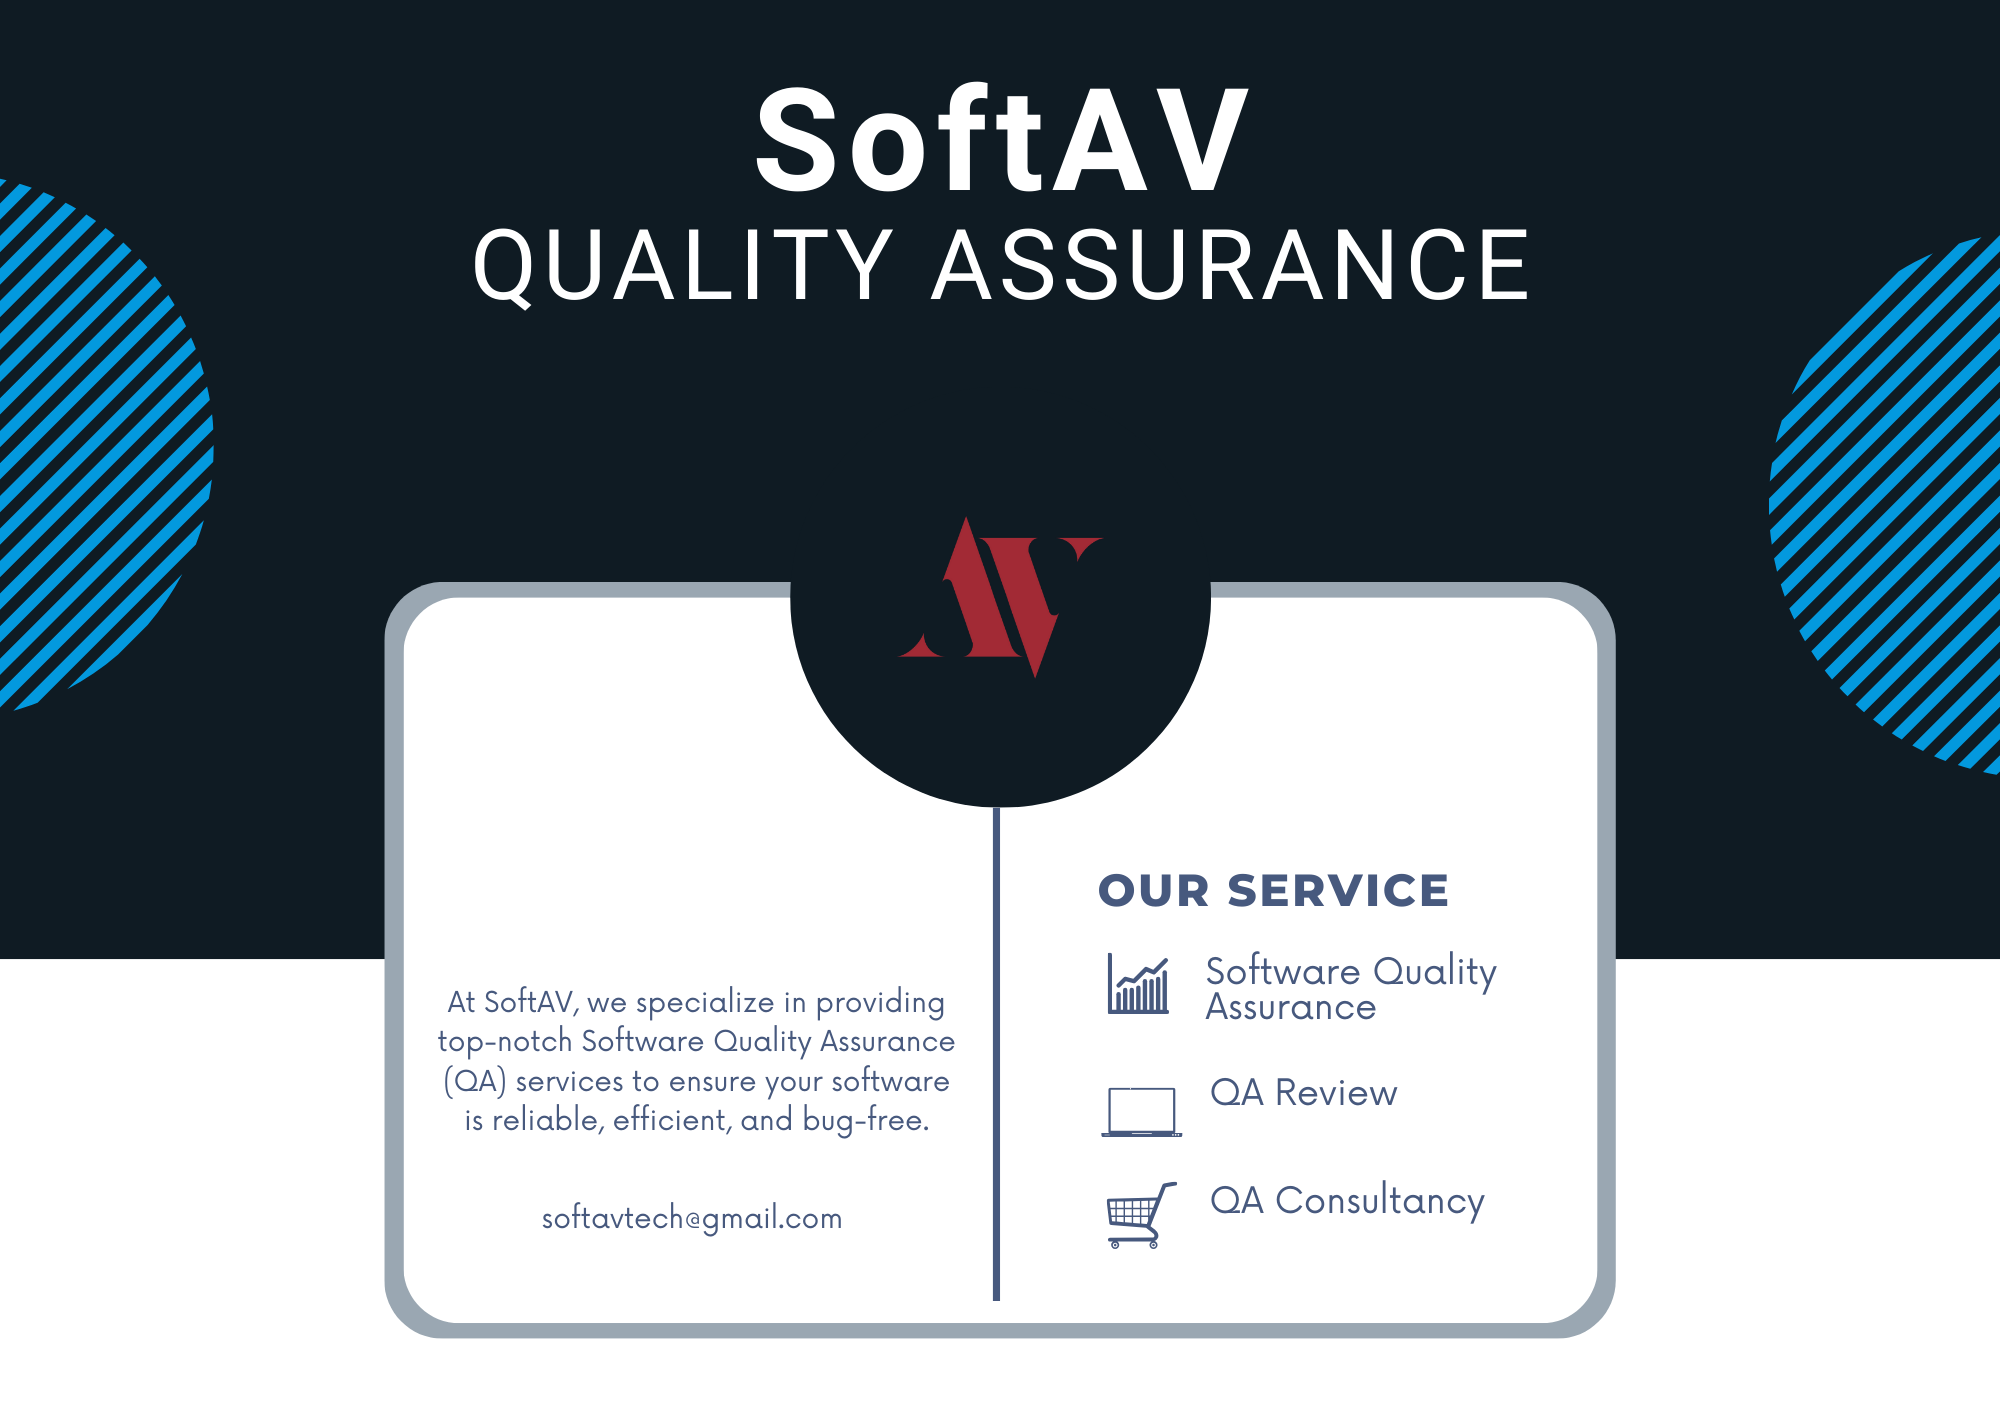 SoftAV
QUALITY ASSURANCE
AV
At SoftAV, we specialize in providing
top-notch Software Quality Assurance
(QA) services to ensure your software
is reliable, efficient, and bug-free.
softavtech@gmail.com
OUR SERVICE
Software Quality
Assurance
QA Review
QA Consultancy